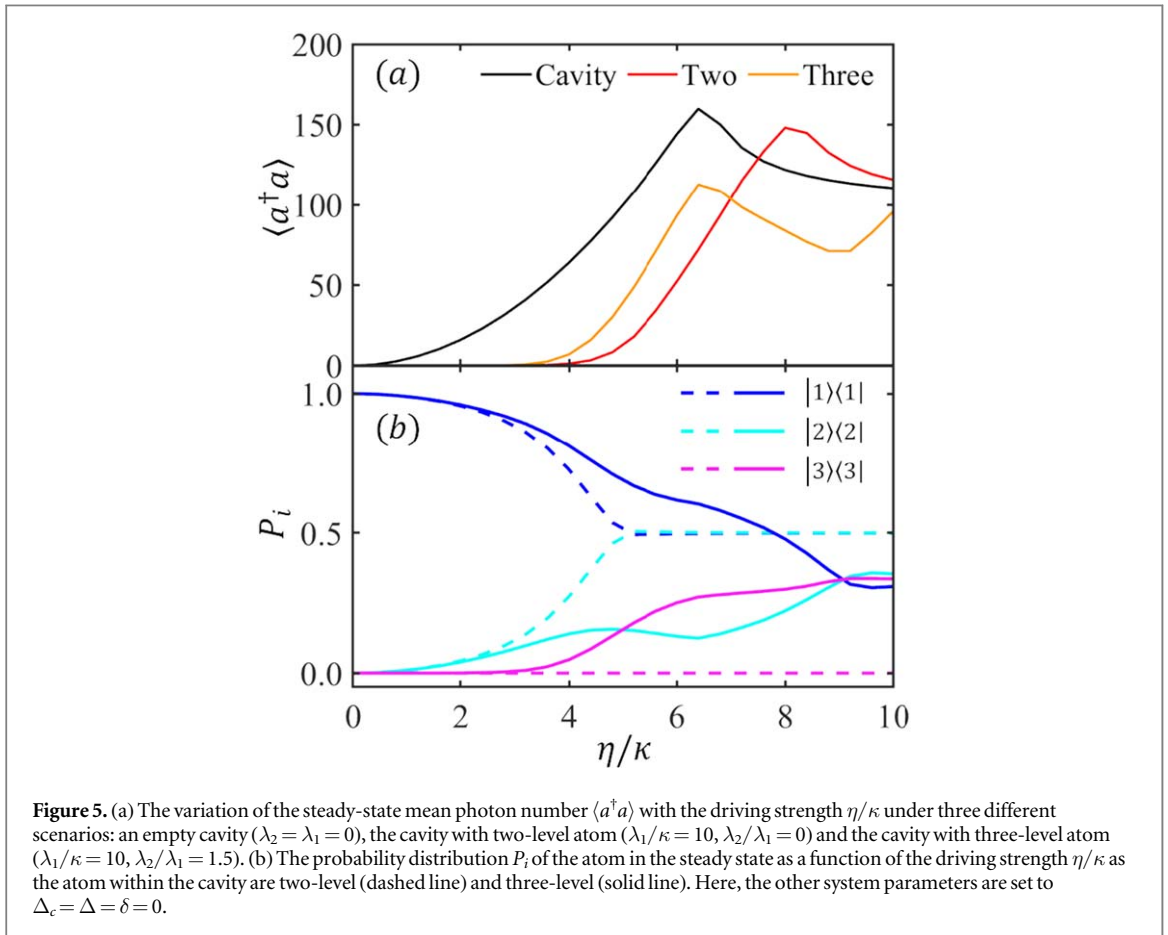 200
(a)
Cavity Two Three
150
100
50
0
⟨a†a⟩
1.0
(b)
|1⟩⟨1|
|2⟩⟨2|
|3⟩⟨3|
0.5
0.0
P_i
0 2 4 6 8 10
η/κ
Figure 5. (a) The variation of the steady-state mean photon number ⟨a†a⟩ with the driving strength η/κ under three different
scenarios: an empty cavity (λ₂ = λ₁ = 0), the cavity with two-level atom (λ₁/κ = 10, λ₂/λ₁ = 0) and the cavity with three-level atom
(λ₁/κ = 10, λ₂/λ₁ = 1.5). (b) The probability distribution P_i of the atom in the steady state as a function of the driving strength η/κ as
the atom within the cavity are two-level (dashed line) and three-level (solid line). Here, the other system parameters are set to
Δ_c = Δ = δ = 0.